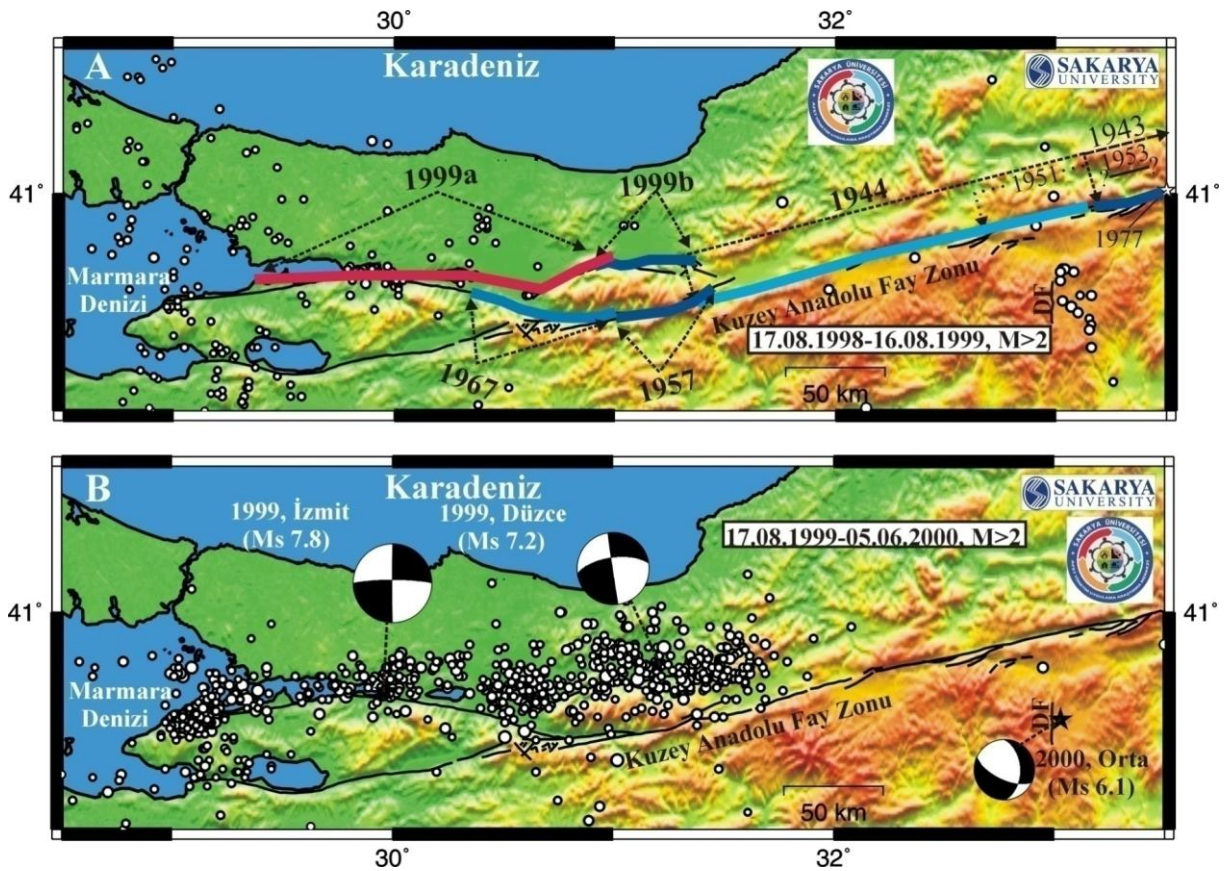 30°
32°
A
Karadeniz
SAKARYA
UNIVERSITY
1943
1953
1999a
1999b
1951
41°
41°
1944
1977
Marmara
Denizi
Kuzey Anadolu Fay Zonu
DF
17.08.1998-16.08.1999, M>2
1967
1957
50 km
B
Karadeniz
SAKARYA
UNIVERSITY
1999, İzmit
(Ms 7.8)
1999, Düzce
(Ms 7.2)
17.08.1999-05.06.2000, M>2
41°
41°
Marmara
Denizi
Kuzey Anadolu Fay Zonu
DF
2000, Orta
(Ms 6.1)
50 km
30°
32°